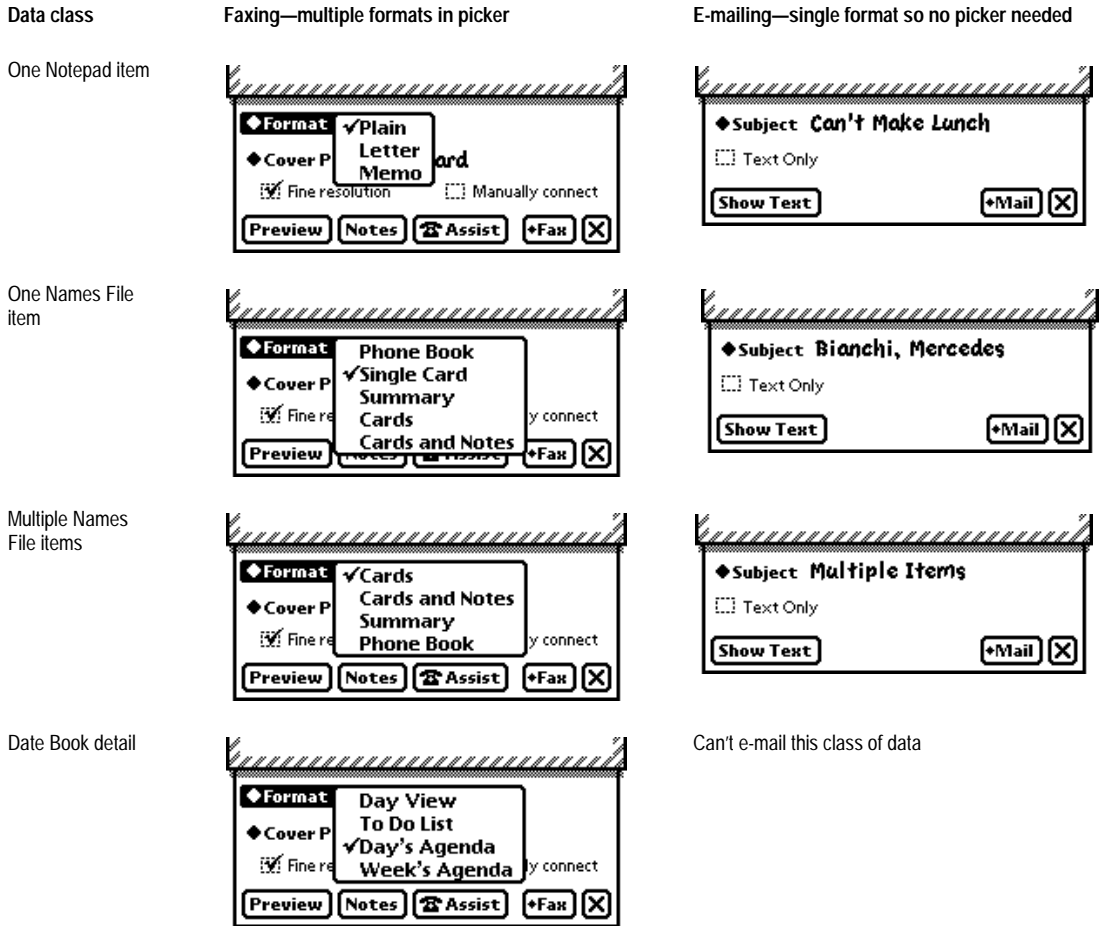 Data class Faxing—multiple formats in picker E-mailing—single format so no picker needed
One Notepad item
◆Format ✓Plain
Letter
◆Cover P ard
Memo
Fine resolution Manually connect
Preview Notes Assist ◆Fax X
◆Subject Can't Make Lunch
Text Only
Show Text ◆Mail X
One Names File
item
◆Format Phone Book
✓Single Card
◆Cover P
Summary
Fine re Cards y connect
Cards and Notes
Preview ◆Fax X
◆Subject Bianchi, Mercedes
Text Only
Show Text ◆Mail X
Multiple Names
File items
◆Format ✓Cards
Cards and Notes
◆Cover P
Summary
Fine re Phone Book y connect
Preview Notes Assist ◆Fax X
◆Subject Multiple Items
Text Only
Show Text ◆Mail X
Date Book detail
◆Format Day View
To Do List
◆Cover P
✓Day's Agenda
Fine re Week's Agenda ly connect
Preview Notes Assist ◆Fax X
Can't e-mail this class of data